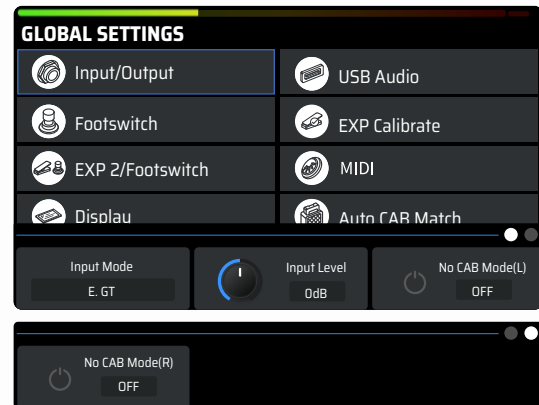 GLOBAL SETTINGS
Input/Output
USB Audio
Footswitch
EXP Calibrate
EXP 2/Footswitch
MIDI
Display
Auto CAB Match
Input Mode
E. GT
Input Level
0dB
No CAB Mode(L)
OFF
No CAB Mode(R)
OFF